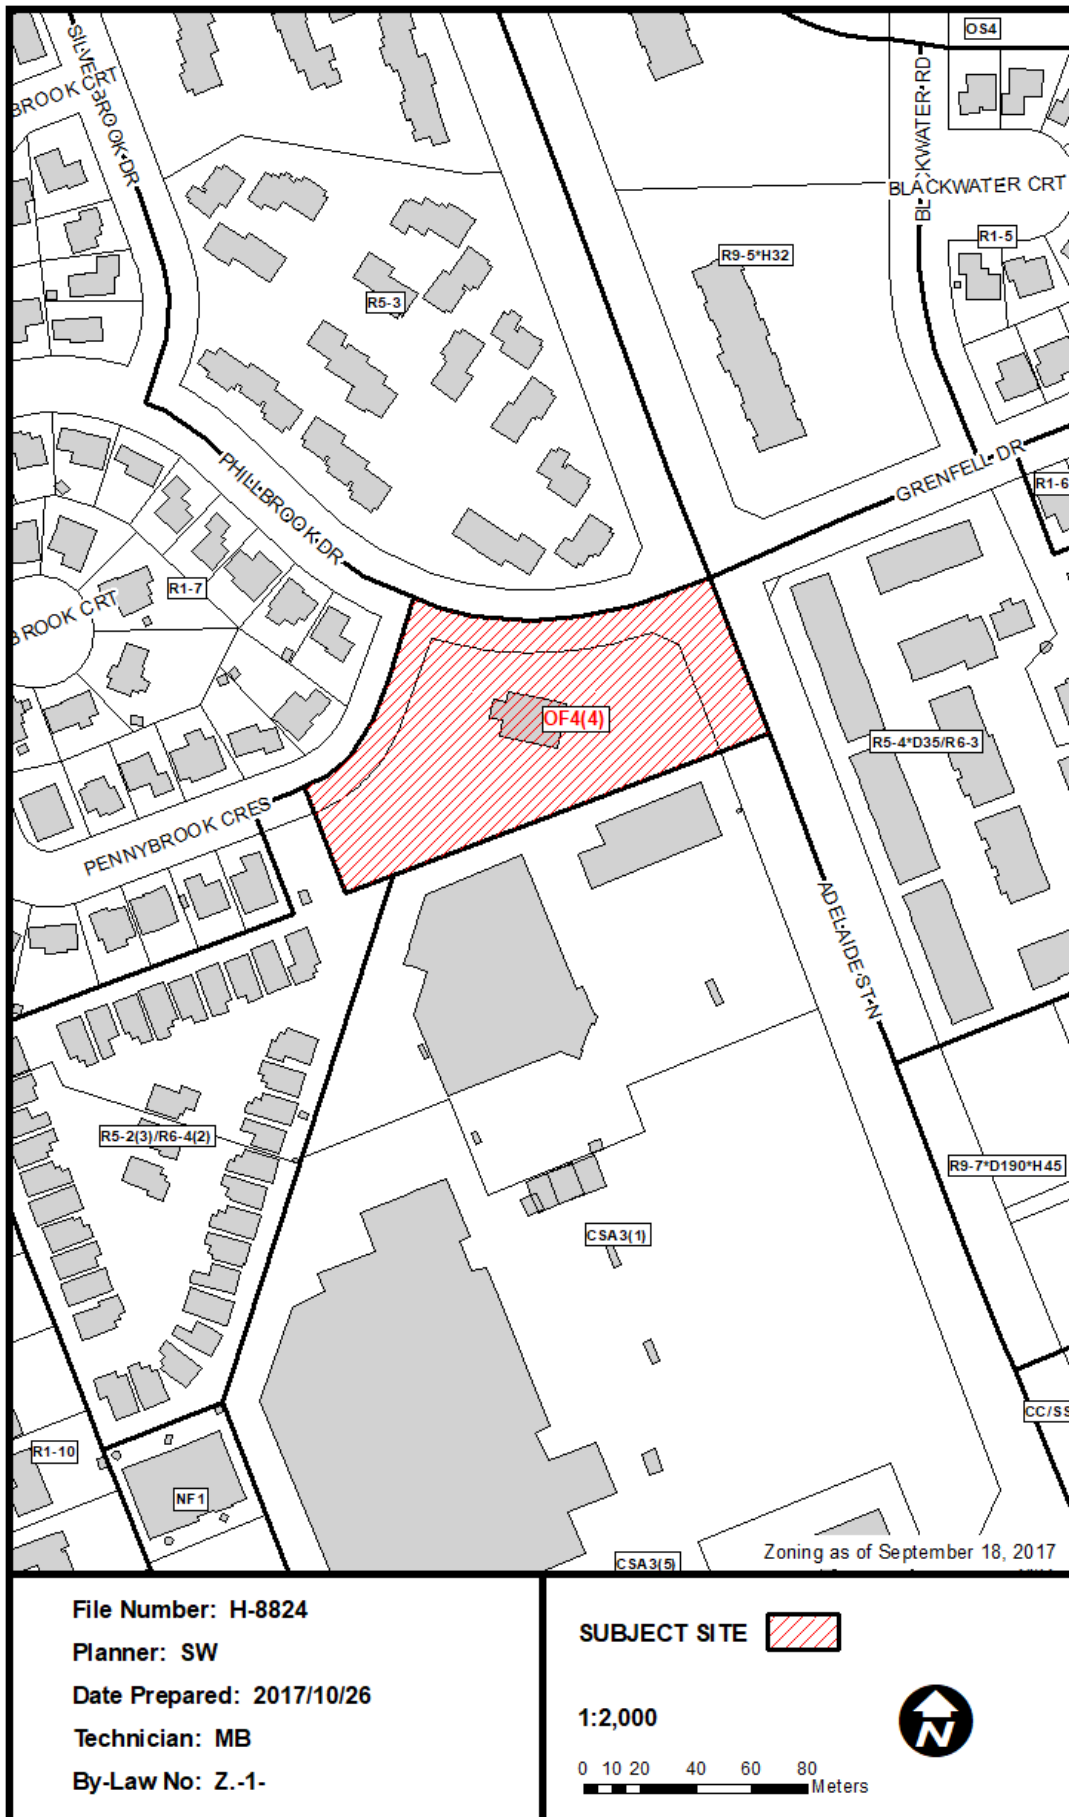 OS4
SILVERBROOK DR
BROOK CRT
BLACKWATER RD
BLACKWATER CRT
R1-5
R9-5*H32
R5-3
PHILLBROOK DR
GRENFELL DR
R1-6
R1-7
BROOK CRT
OF4(4)
R5-4*D35/R6-3
PENNYBROOK CRES
ADELAIDE ST N
R5-2(3)/R6-4(2)
R9-7*D190*H45
CSA3(1)
CC/SS
R1-10
NF1
CSA3(5)
Zoning as of September 18, 2017
File Number: H-8824
Planner: SW
Date Prepared: 2017/10/26
Technician: MB
By-Law No: Z.-1-
SUBJECT SITE
1:2,000
N
0 10 20 40 60 80
Meters